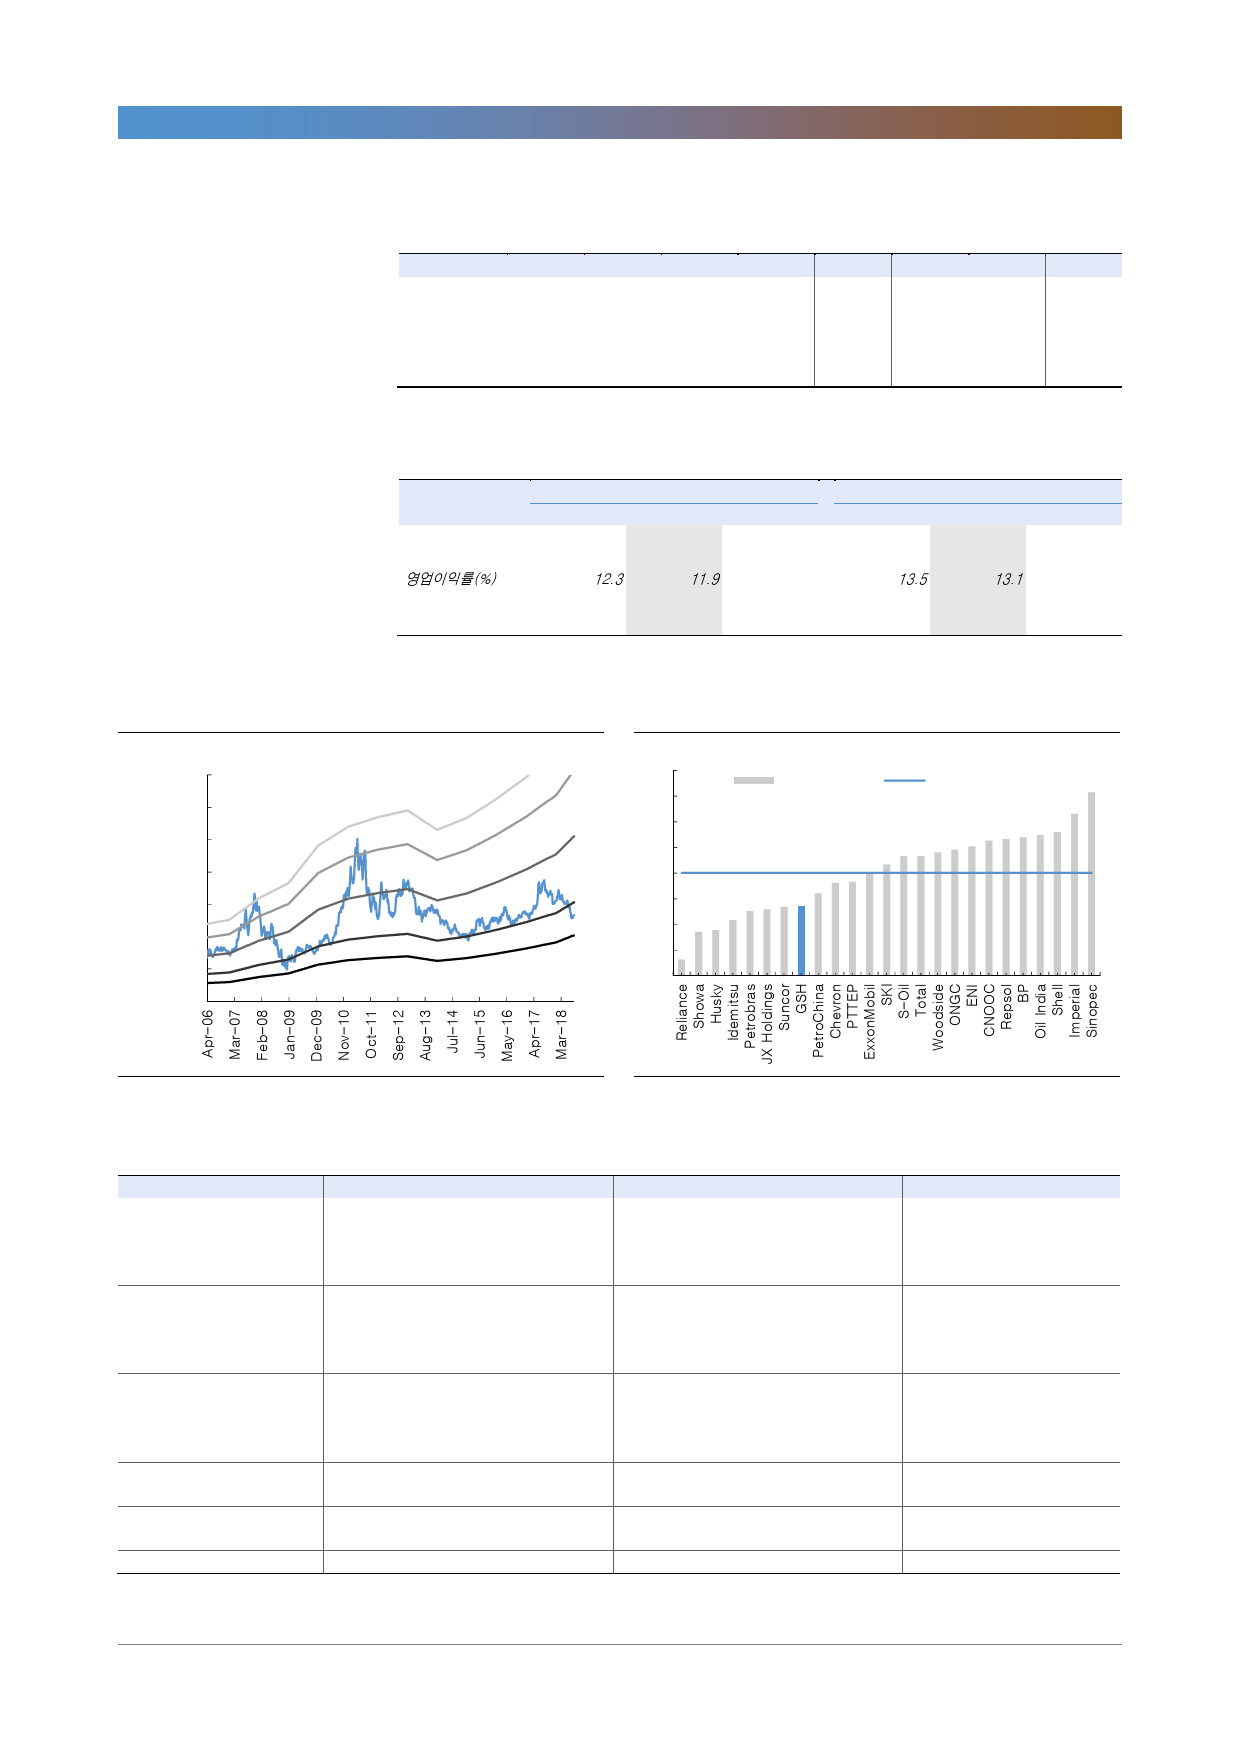 영업이익률(%) 12.3 11.9 13.5 13.1
Apr-06
Mar-07
Feb-08
Jan-09
Dec-09
Nov-10
Oct-11
Sep-12
Aug-13
Jul-14
Jun-15
May-16
Apr-17
Mar-18
Reliance
Showa
Husky
Idemitsu
Petrobras
JX Holdings
Suncor
GSH
PetroChina
Chevron
PTTEP
ExxonMobil
SKI
S-Oil
Total
Woodside
ONGC
ENI
CNOOC
Repsol
BP
Oil India
Shell
Imperial
Sinopec